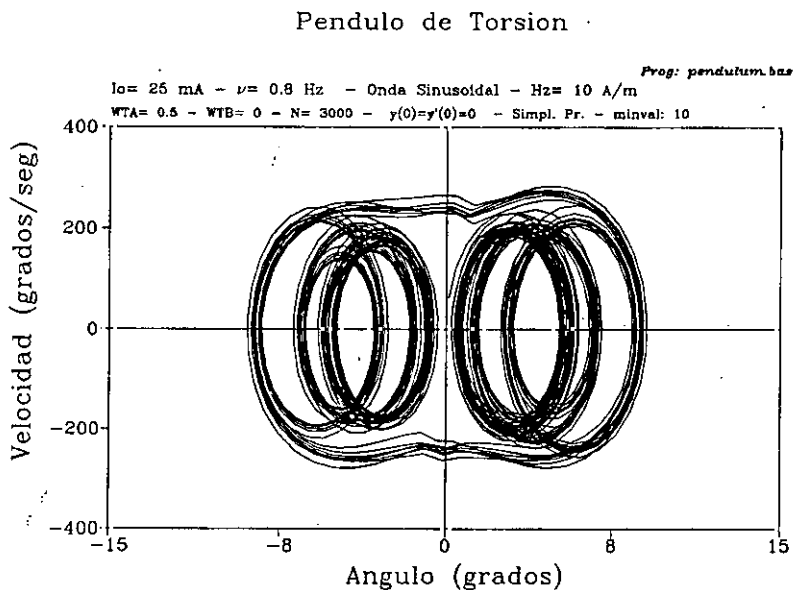 Pendulo de Torsion
Prog: pendulum.bas
Io= 25 mA - ν= 0.8 Hz - Onda Sinusoidal - Hz= 10 A/m
WTA= 0.5 - WTB= 0 - N= 3000 - y(0)=y'(0)=0 - Simpl. Pr. - minval: 10
Velocidad (grados/seg)
400
200
0
-200
-400
-15
-8
0
8
15
Angulo (grados)